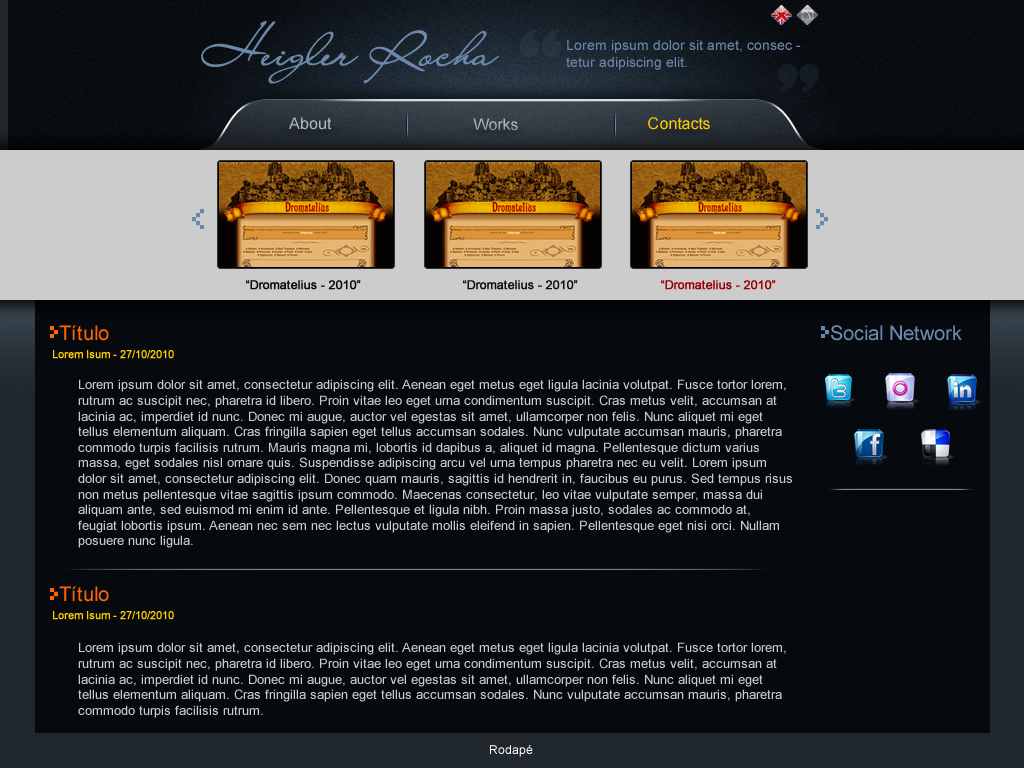 Heigler Rocha
Lorem ipsum dolor sit amet, consec -
tetur adipiscing elit.
About
Works
Contacts
Dromatelius
Dromatelius
Dromatelius
“Dromatelius - 2010”
“Dromatelius - 2010”
“Dromatelius - 2010”
Título
Lorem Isum - 27/10/2010
Lorem ipsum dolor sit amet, consectetur adipiscing elit. Aenean eget metus eget ligula lacinia volutpat. Fusce tortor lorem,
rutrum ac suscipit nec, pharetra id libero. Proin vitae leo eget urna condimentum suscipit. Cras metus velit, accumsan at
lacinia ac, imperdiet id nunc. Donec mi augue, auctor vel egestas sit amet, ullamcorper non felis. Nunc aliquet mi eget
tellus elementum aliquam. Cras fringilla sapien eget tellus accumsan sodales. Nunc vulputate accumsan mauris, pharetra
commodo turpis facilisis rutrum. Mauris magna mi, lobortis id dapibus a, aliquet id magna. Pellentesque dictum varius
massa, eget sodales nisl ornare quis. Suspendisse adipiscing arcu vel urna tempus pharetra nec eu velit. Lorem ipsum
dolor sit amet, consectetur adipiscing elit. Donec quam mauris, sagittis id hendrerit in, faucibus eu purus. Sed tempus risus
non metus pellentesque vitae sagittis ipsum commodo. Maecenas consectetur, leo vitae vulputate semper, massa dui
aliquam ante, sed euismod mi enim id ante. Pellentesque et ligula nibh. Proin massa justo, sodales ac commodo at,
feugiat lobortis ipsum. Aenean nec sem nec lectus vulputate mollis eleifend in sapien. Pellentesque eget nisi orci. Nullam
posuere nunc ligula.
Título
Lorem Isum - 27/10/2010
Lorem ipsum dolor sit amet, consectetur adipiscing elit. Aenean eget metus eget ligula lacinia volutpat. Fusce tortor lorem,
rutrum ac suscipit nec, pharetra id libero. Proin vitae leo eget urna condimentum suscipit. Cras metus velit, accumsan at
lacinia ac, imperdiet id nunc. Donec mi augue, auctor vel egestas sit amet, ullamcorper non felis. Nunc aliquet mi eget
tellus elementum aliquam. Cras fringilla sapien eget tellus accumsan sodales. Nunc vulputate accumsan mauris, pharetra
commodo turpis facilisis rutrum.
Social Network
t
in
f
Rodapé